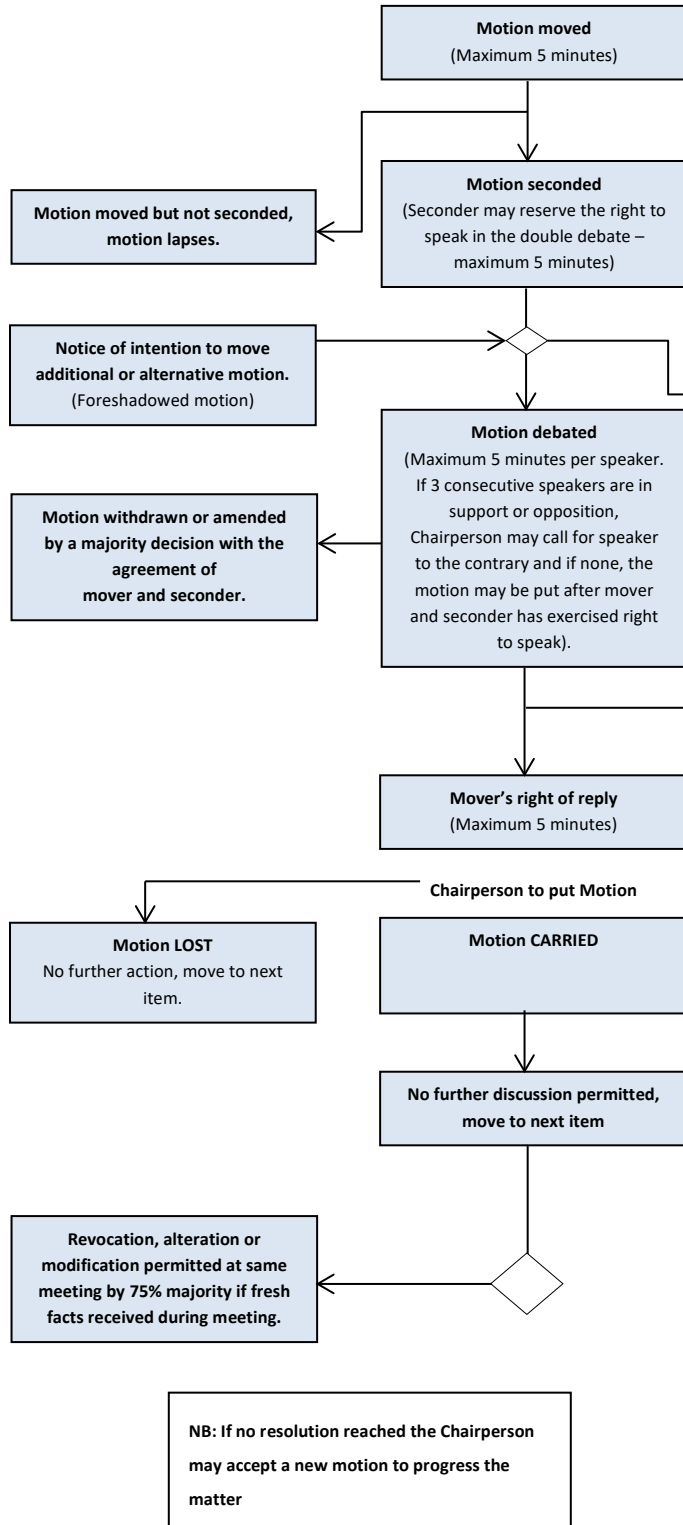 Motion moved
(Maximum 5 minutes)
Motion seconded
(Seconder may reserve the right to
speak in the double debate –
maximum 5 minutes)
Motion moved but not seconded,
motion lapses.
Notice of intention to move
additional or alternative motion.
(Foreshadowed motion)
Motion debated
(Maximum 5 minutes per speaker.
If 3 consecutive speakers are in
support or opposition,
Chairperson may call for speaker
to the contrary and if none, the
motion may be put after mover
and seconder has exercised right
to speak).
Motion withdrawn or amended
by a majority decision with the
agreement of
mover and seconder.
Mover’s right of reply
(Maximum 5 minutes)
Chairperson to put Motion
Motion LOST
No further action, move to next
item.
Motion CARRIED
No further discussion permitted,
move to next item
Revocation, alteration or
modification permitted at same
meeting by 75% majority if fresh
facts received during meeting.
NB: If no resolution reached the Chairperson
may accept a new motion to progress the
matter